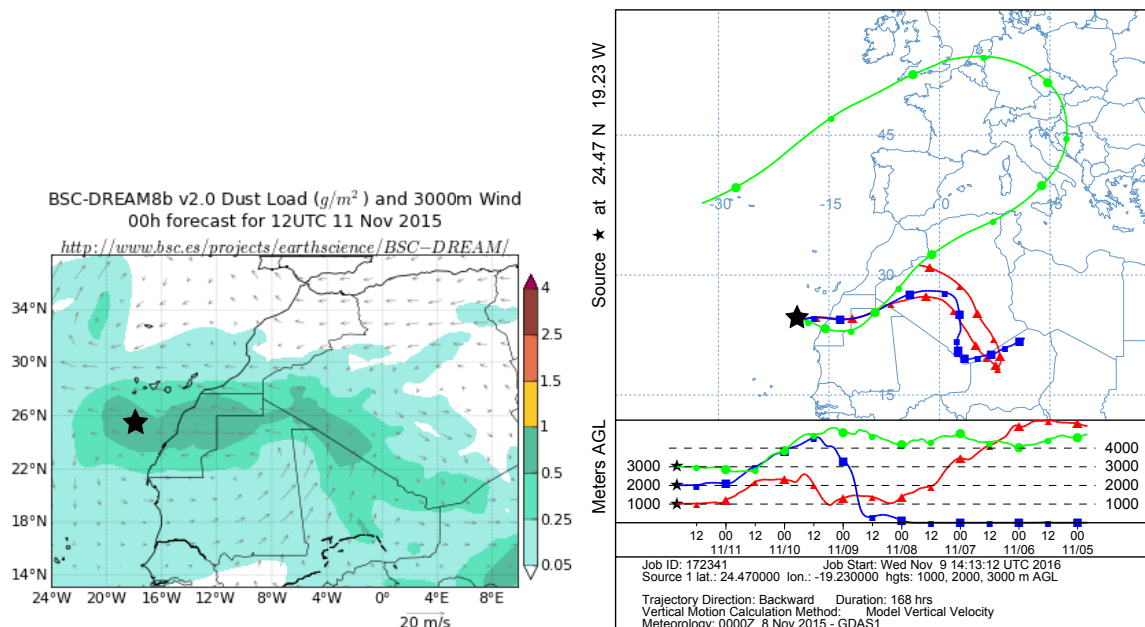 BSC-DREAM8b v2.0 Dust Load (g/m²) and 3000m Wind
00h forecast for 12UTC 11 Nov 2015
http://www.bsc.es/projects/earthscience/BSC−DREAM/
34°N
30°N
26°N
22°N
18°N
14°N
24°W 20°W 16°W 12°W 8°W 4°W 0°E 4°E 8°E
20 m/s
4
2.5
1.5
1
0.5
0.25
0.05
Source ★ at 24.47 N 19.23 W
45
-30 -15 0 15
30
15
Meters AGL
3000
2000
1000
4000
3000
2000
1000
12 00 12 00 12 00 12 00 12 00 12 00 12 00
11/11 11/10 11/09 11/08 11/07 11/06 11/05
Job ID: 172341 Job Start: Wed Nov 9 14:13:12 UTC 2016
Source 1 lat.: 24.470000 lon.: -19.230000 hgts: 1000, 2000, 3000 m AGL
Trajectory Direction: Backward Duration: 168 hrs
Vertical Motion Calculation Method: Model Vertical Velocity
Meteorology: 0000Z 8 Nov 2015 - GDAS1